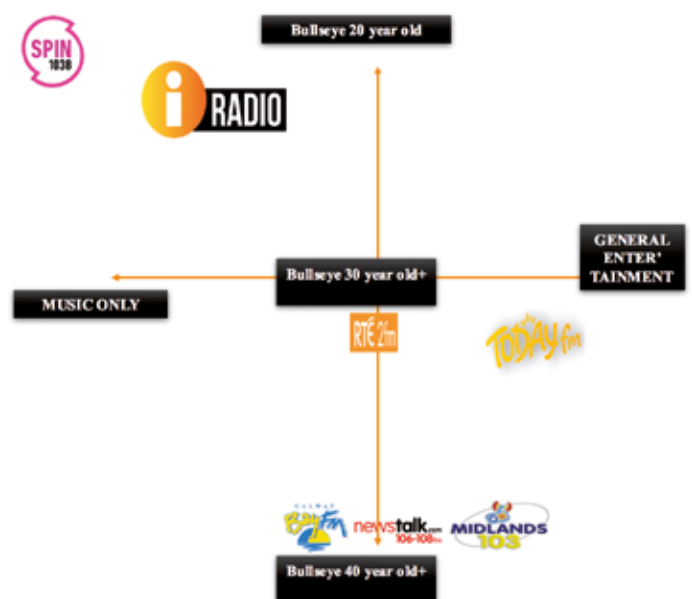 Bullseye 20 year old
SPIN
1038
i RADIO
GENERAL
ENTER'
TAINMENT
Bullseye 30 year old+
MUSIC ONLY
RTÉ 2fm
TODAY fm
GALWAY
Bay Fm
newstalk.com
106-108fm
MIDLANDS
103
Bullseye 40 year old+